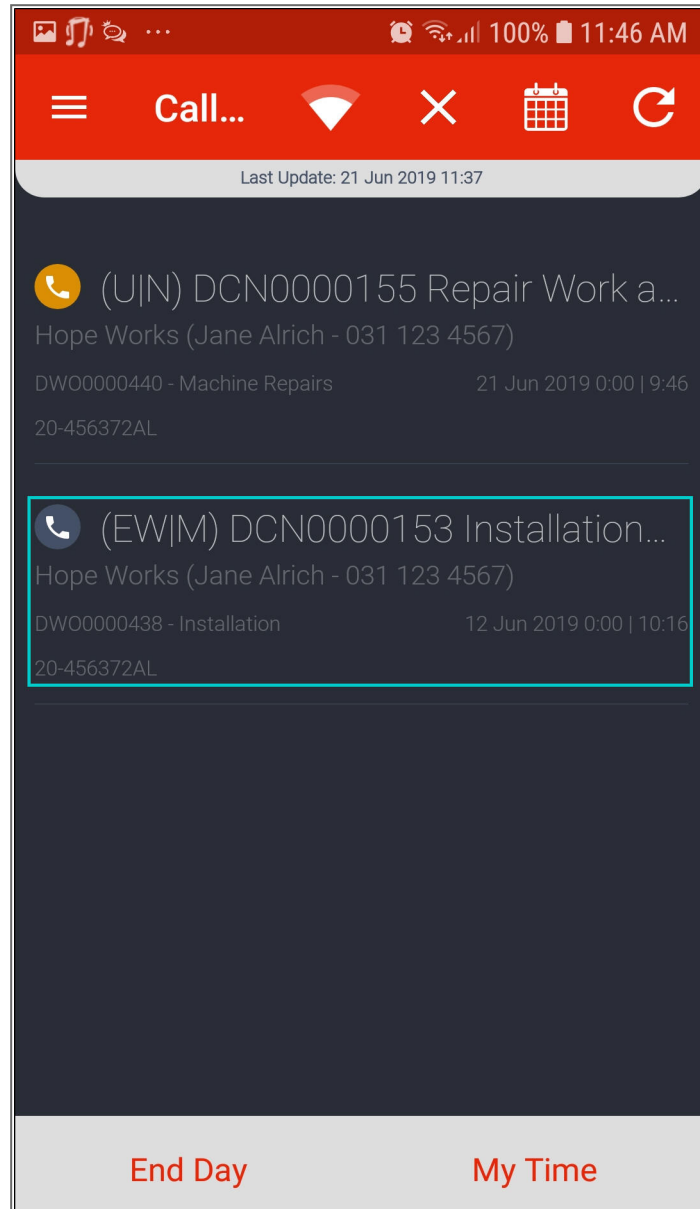 100% 11:46 AM
Call...
Last Update: 21 Jun 2019 11:37
(U|N) DCN0000155 Repair Work a...
Hope Works (Jane Alrich - 031 123 4567)
DWO0000440 - Machine Repairs 21 Jun 2019 0:00 | 9:46
20-456372AL
(EW|M) DCN0000153 Installation...
Hope Works (Jane Alrich - 031 123 4567)
DWO0000438 - Installation 12 Jun 2019 0:00 | 10:16
20-456372AL
End Day My Time